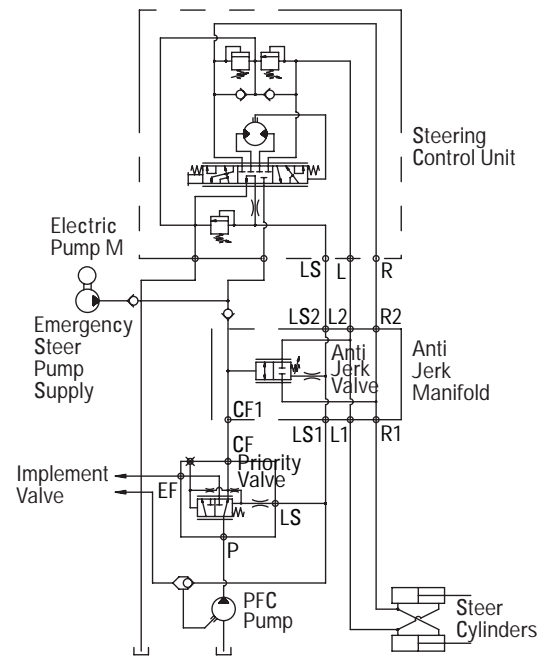 Steering
Control Unit
Electric
Pump M
LS
L
R
Emergency
Steer
Pump
Supply
LS2
L2
R2
Anti
Jerk
Valve
Anti
Jerk
Manifold
CF1
LS1
L1
R1
CF
Priority
Valve
Implement
Valve
EF
LS
P
PFC
Pump
Steer
Cylinders